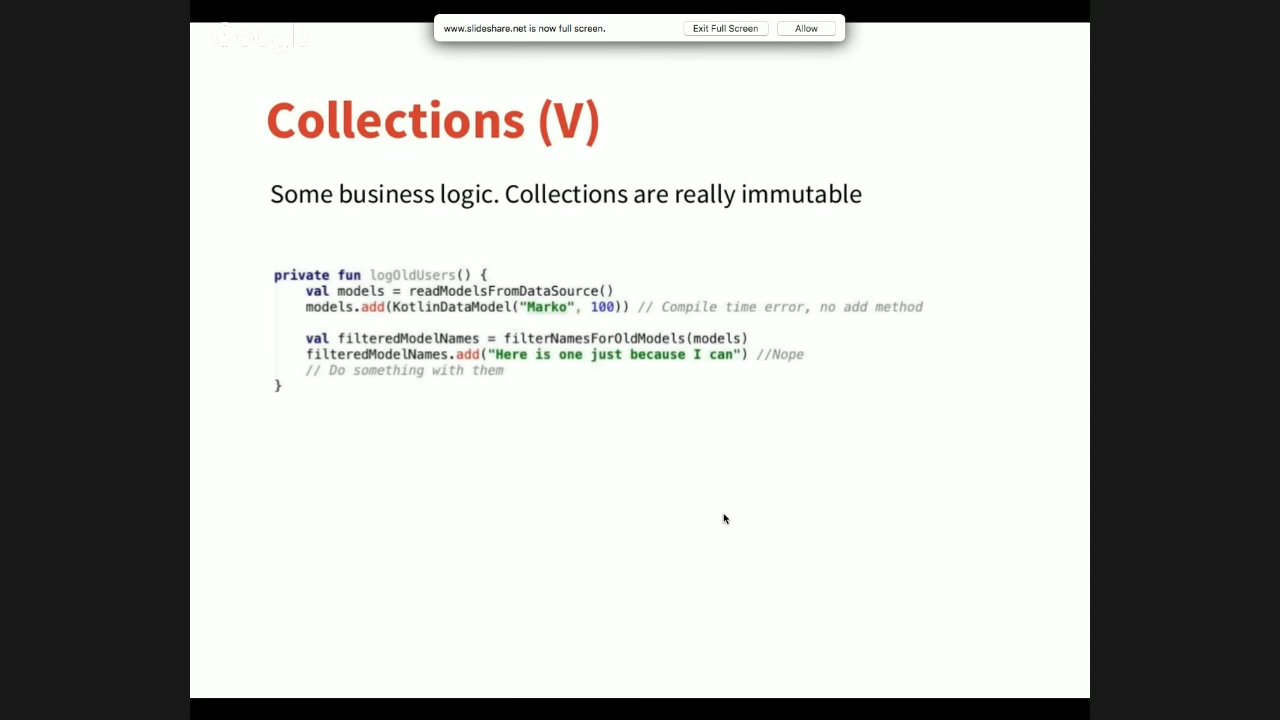 www.slideshare.net is now full screen.
Exit Full Screen
Allow
Google
Collections (V)
Some business logic. Collections are really immutable
private fun logOldUsers() {
val models = readModelsFromDataSource()
models.add(KotlinDataModel("Marko", 100)) // Compile time error, no add method
val filteredModelNames = filterNamesForOldModels(models)
filteredModelNames.add("Here is one just because I can") //Nope
// Do something with them
}